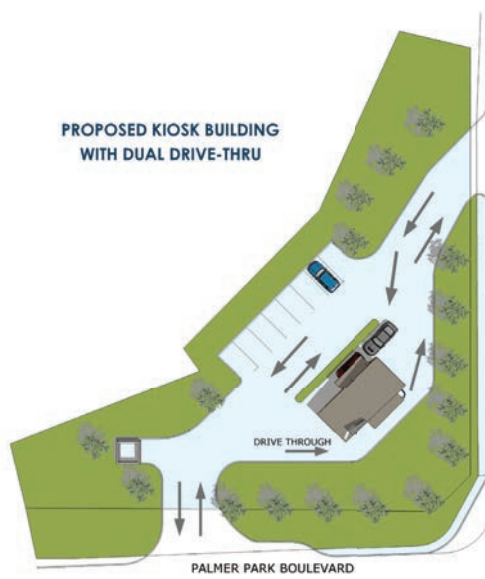 PROPOSED KIOSK BUILDING
WITH DUAL DRIVE-THRU
DRIVE THROUGH
PALMER PARK BOULEVARD